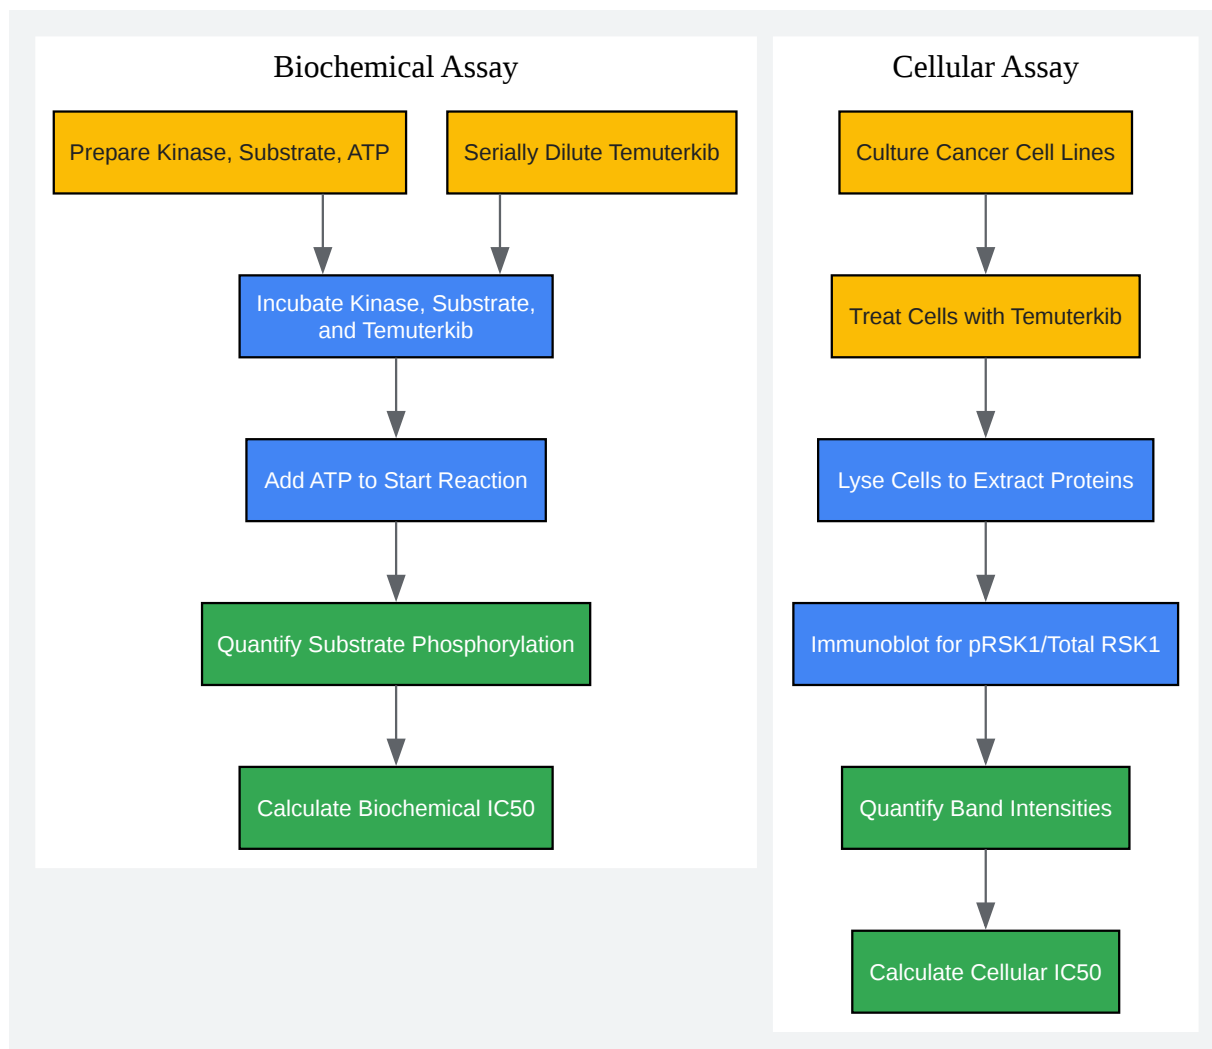 Biochemical Assay
Prepare Kinase, Substrate, ATP
Serially Dilute Temuterkib
Incubate Kinase, Substrate,
and Temuterkib
Add ATP to Start Reaction
Quantify Substrate Phosphorylation
Calculate Biochemical IC50
Cellular Assay
Culture Cancer Cell Lines
Treat Cells with Temuterkib
Lyse Cells to Extract Proteins
Immunoblot for pRSK1/Total RSK1
Quantify Band Intensities
Calculate Cellular IC50